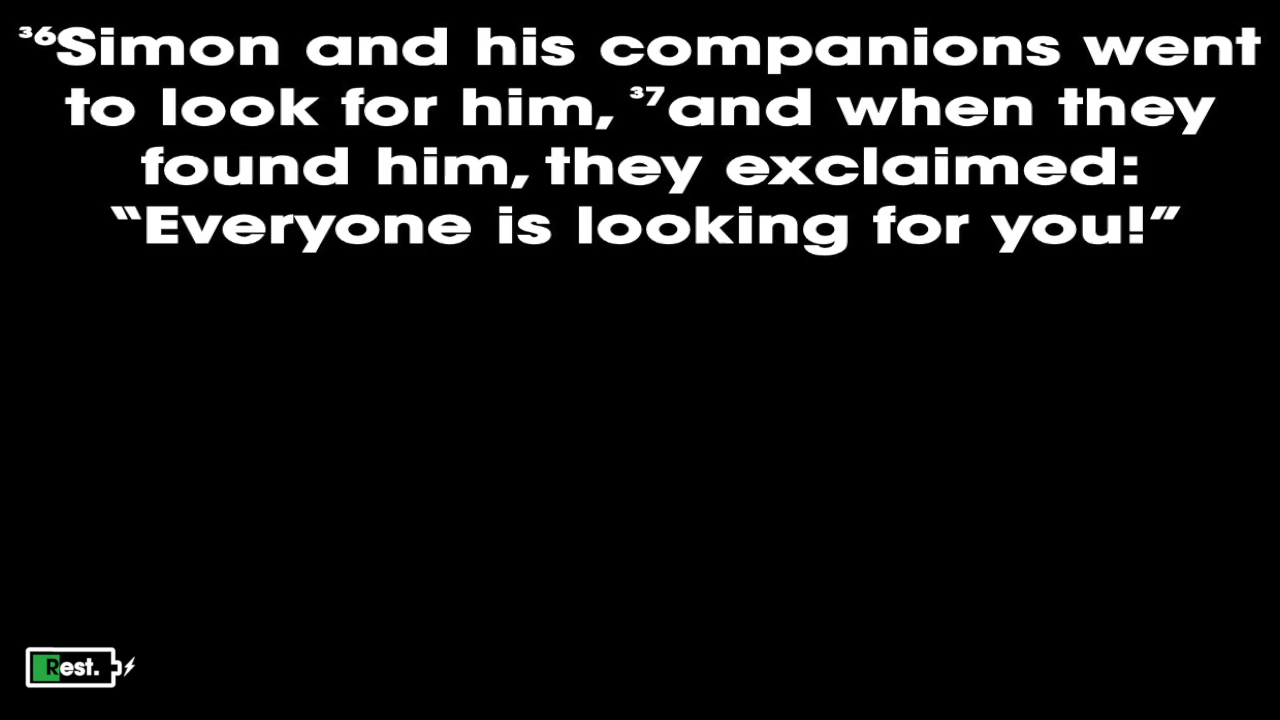 ³⁶Simon and his companions went
to look for him, ³⁷and when they
found him, they exclaimed:
“Everyone is looking for you!”
Rest.